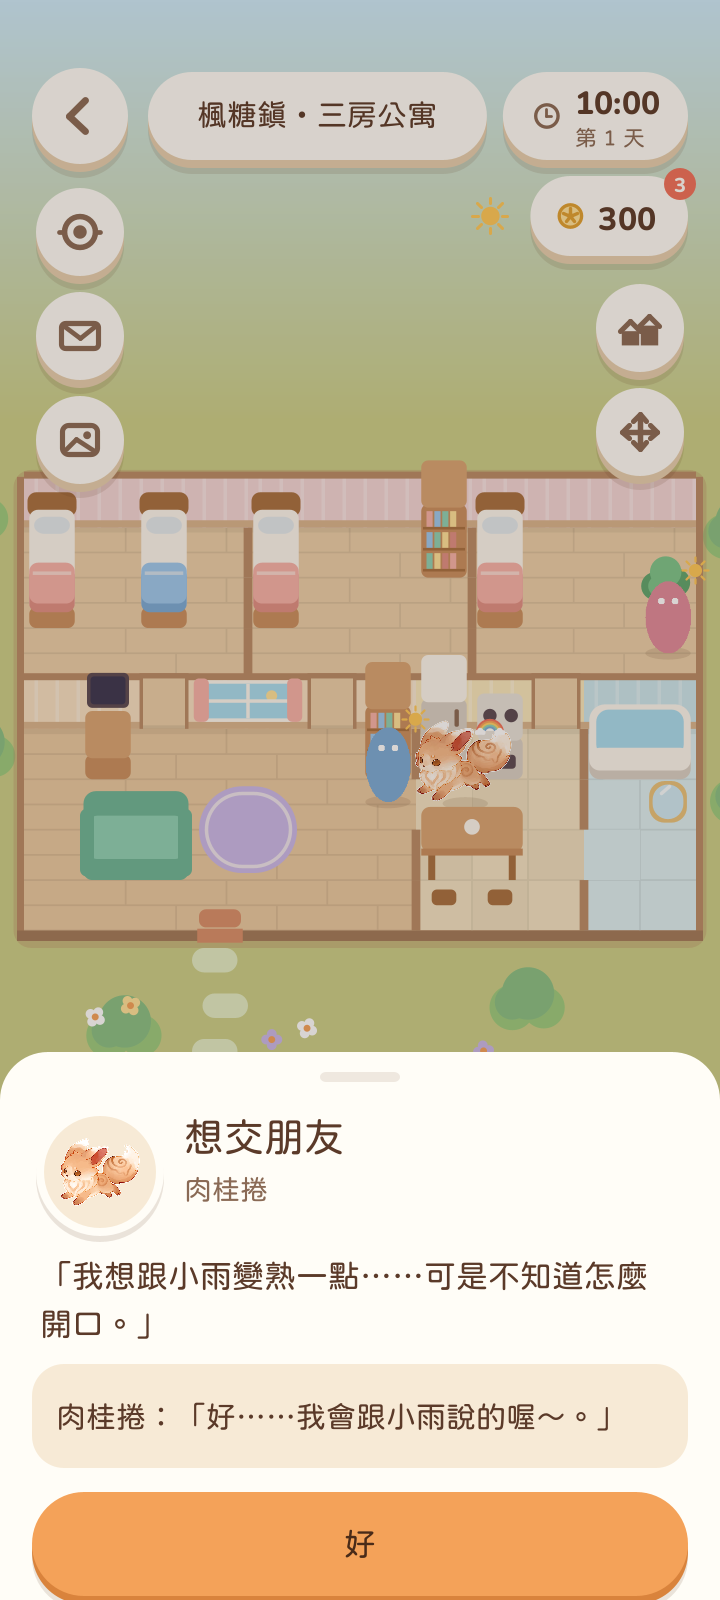 楓糖鎮・三房公寓
10:00
第 1 天
3
300
想交朋友
肉桂捲
「我想跟小雨變熟一點⋯⋯可是不知道怎麼
開口。」
肉桂捲：「好⋯⋯我會跟小雨說的喔～。」
好